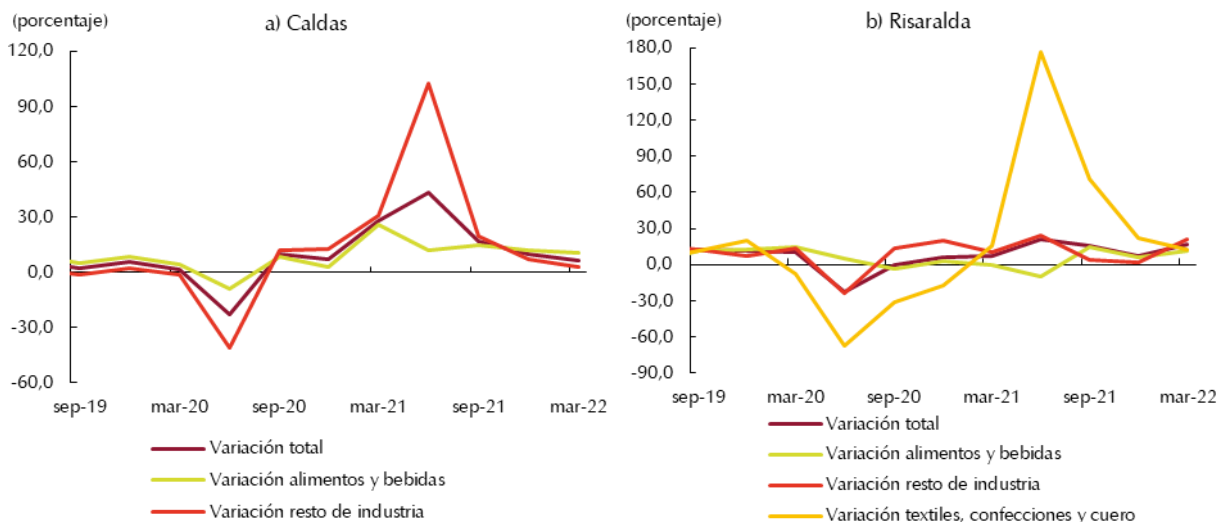 (porcentaje)
a) Caldas
120,0
90,0
60,0
30,0
0,0
-30,0
-60,0
sep-19
mar-20
sep-20
mar-21
sep-21
mar-22
Variación total
Variación alimentos y bebidas
Variación resto de industria
(porcentaje)
b) Risaralda
180,0
150,0
120,0
90,0
60,0
30,0
0,0
-30,0
-60,0
-90,0
sep-19
mar-20
sep-20
mar-21
sep-21
mar-22
Variación total
Variación alimentos y bebidas
Variación resto de industria
Variación textiles, confecciones y cuero